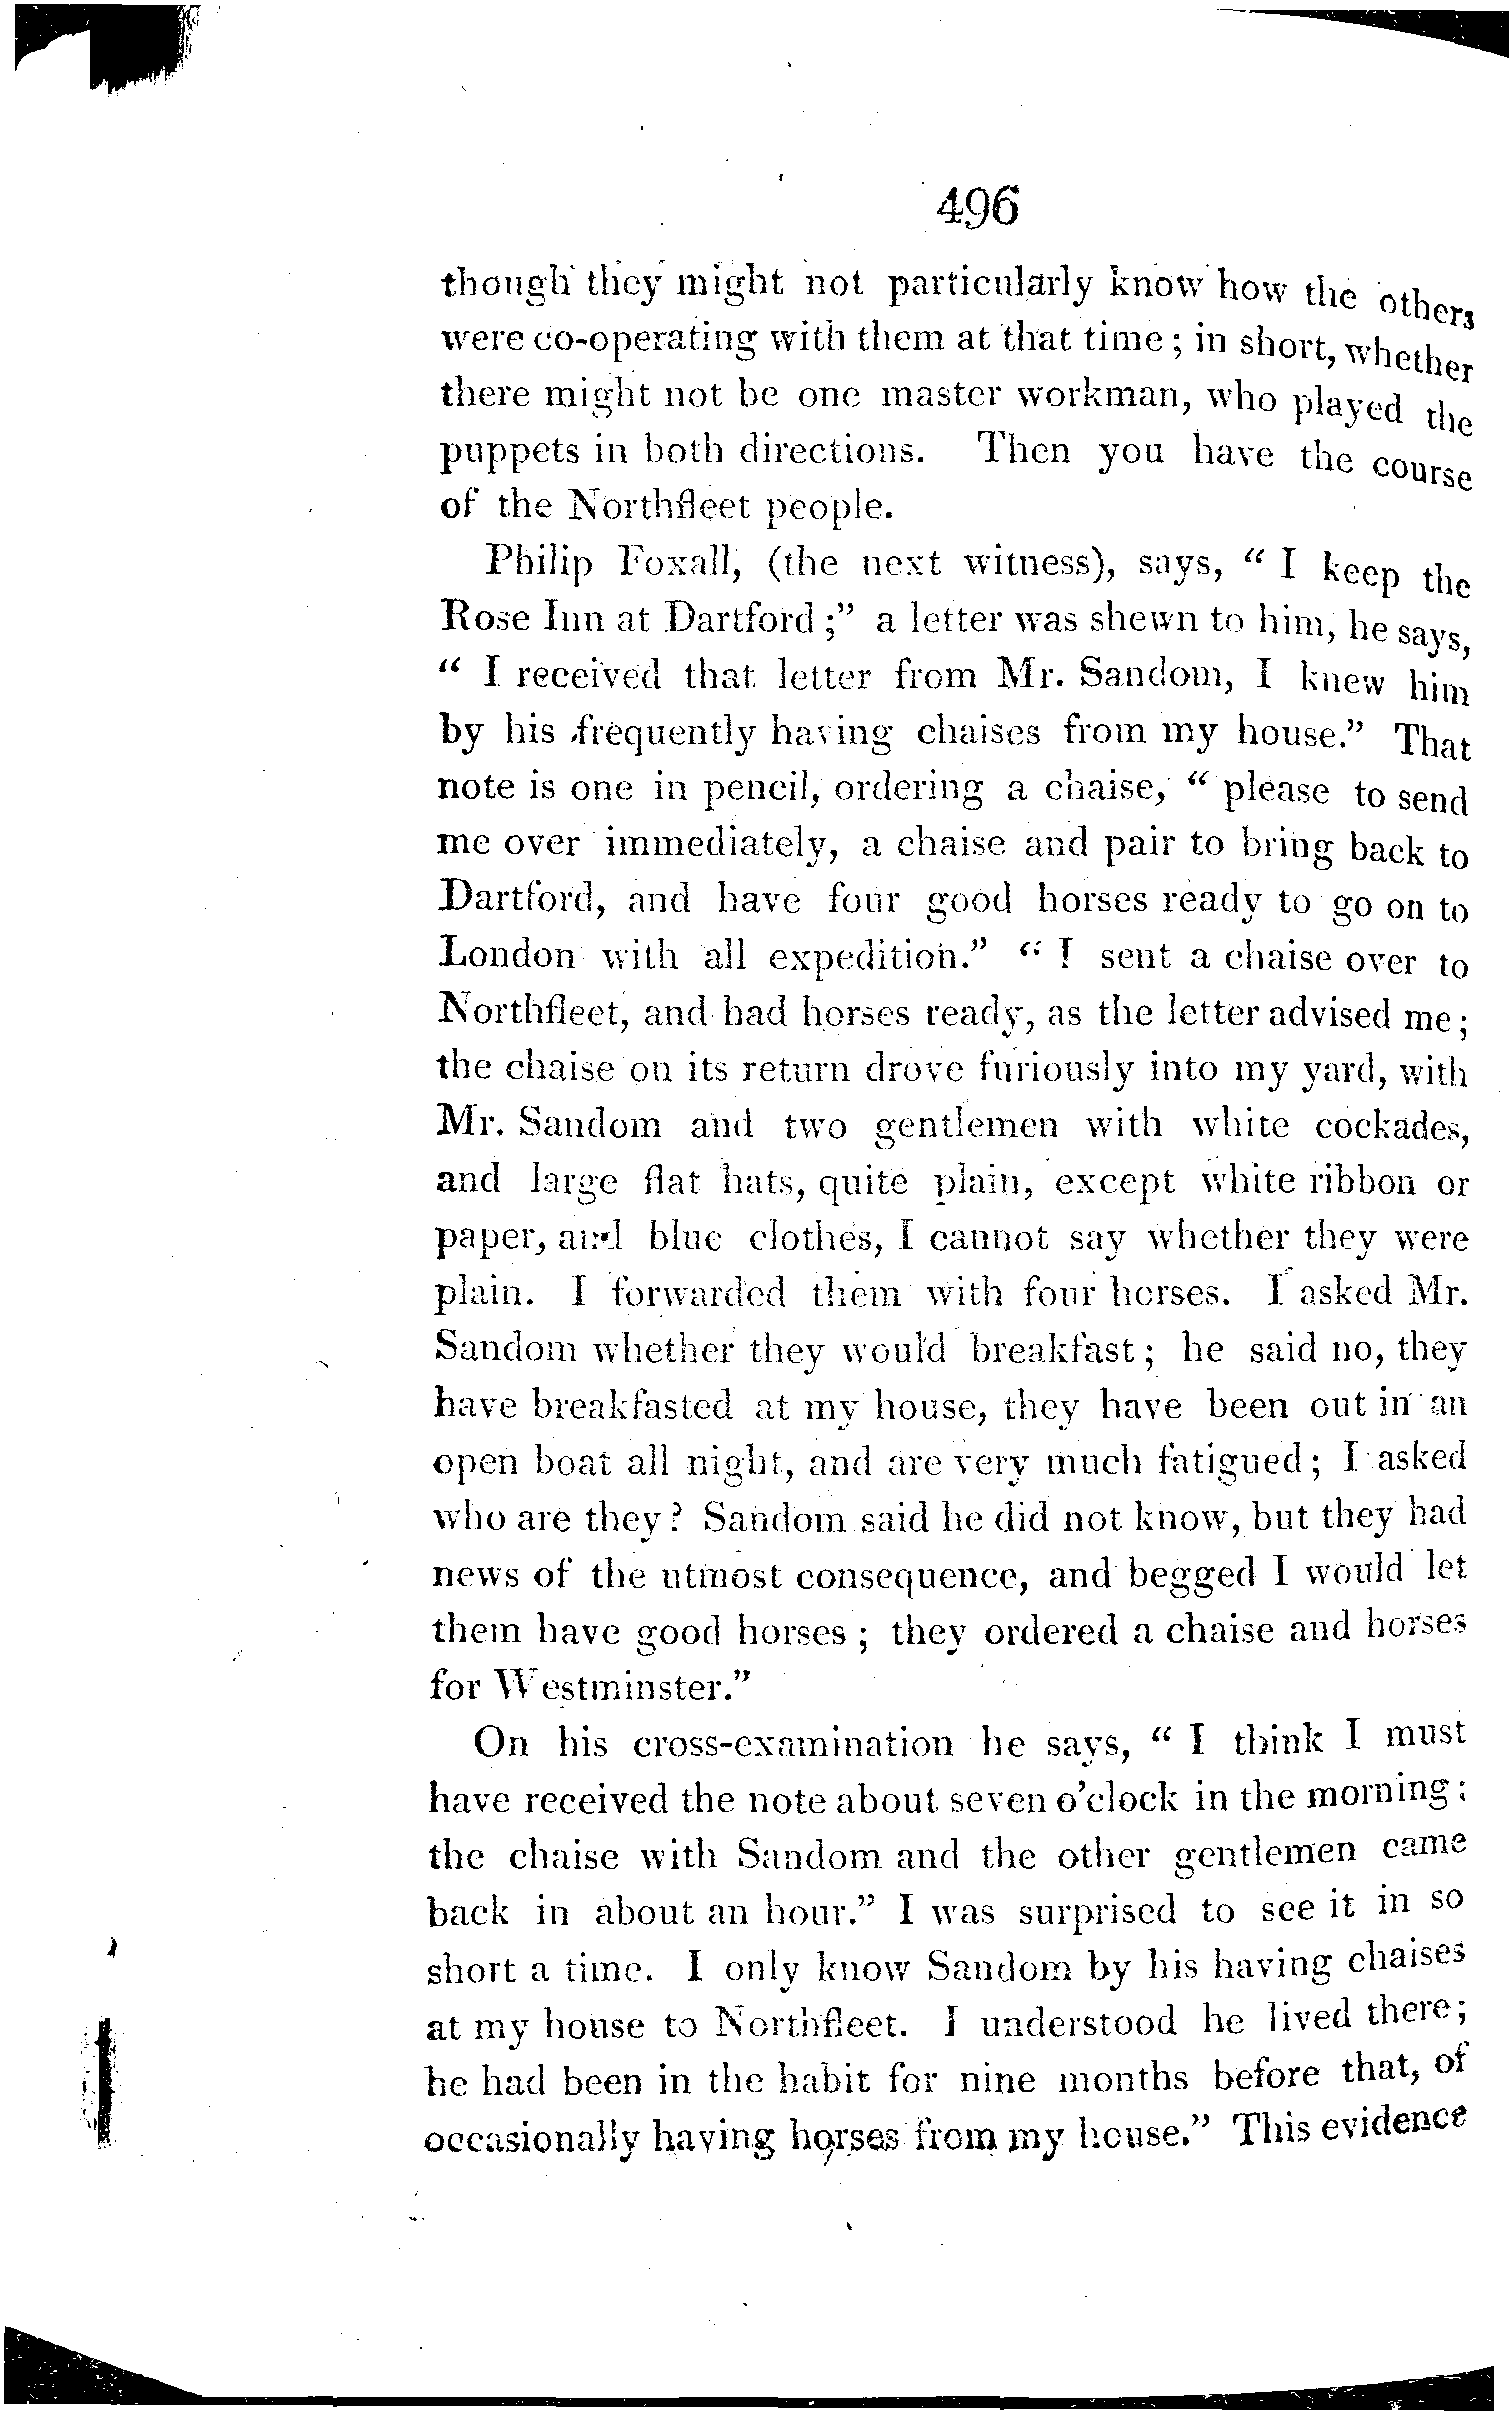 496
though they might not particularly know how the others
were co-operating with them at that time; in short, whether
there might not be one master workman, who played the
puppets in both directions. Then you have the course
of the Northfleet people.
Philip Foxall, (the next witness), says, “ I keep the
Rose Inn at Dartford ;” a letter was shewn to him, he says,
“ I received that letter from Mr. Sandom, I knew him
by his frequently having chaises from my house.” That
note is one in pencil, ordering a chaise, “ please to send
me over immediately, a chaise and pair to bring back to
Dartford, and have four good horses ready to go on to
London with all expedition.” “ I sent a chaise over to
Northfleet, and had horses ready, as the letter advised me;
the chaise on its return drove furiously into my yard, with
Mr. Sandom and two gentlemen with white cockades,
and large flat hats, quite plain, except white ribbon or
paper, and blue clothes, I cannot say whether they were
plain. I forwarded them with four horses. I asked Mr.
Sandom whether they would breakfast; he said no, they
have breakfasted at my house, they have been out in an
open boat all night, and are very much fatigued; I asked
who are they? Sandom said he did not know, but they had
news of the utmost consequence, and begged I would let
them have good horses ; they ordered a chaise and horses
for Westminster.”
On his cross-examination he says, “ I think I must
have received the note about seven o’clock in the morning:
the chaise with Sandom and the other gentlemen came
back in about an hour.” I was surprised to see it in so
short a time. I only know Sandom by his having chaises
at my house to Northfleet. I understood he lived there;
he had been in the habit for nine months before that, of
occasionally having horses from my house.” This evidence